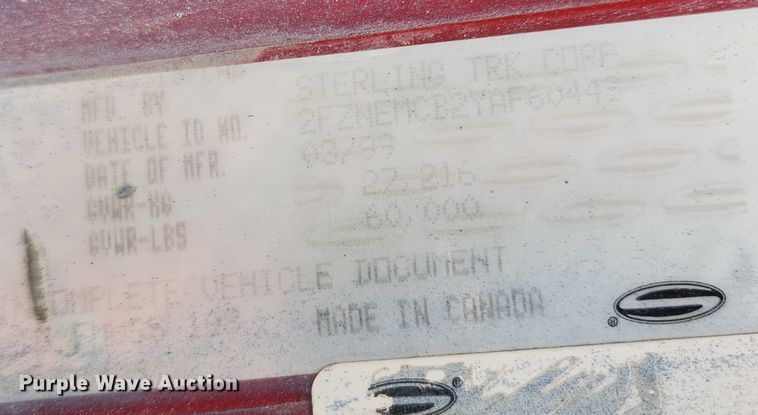 MFD. BY STERLING TRK CORP
VEHICLE ID NO. 2FZNEMCB2YAF60443
DATE OF MFR. 03/99
GVWR-KG 27,216
GVWR-LBS 60,000
INCOMPLETE VEHICLE DOCUMENT
MADE IN CANADA
®
Purple Wave Auction